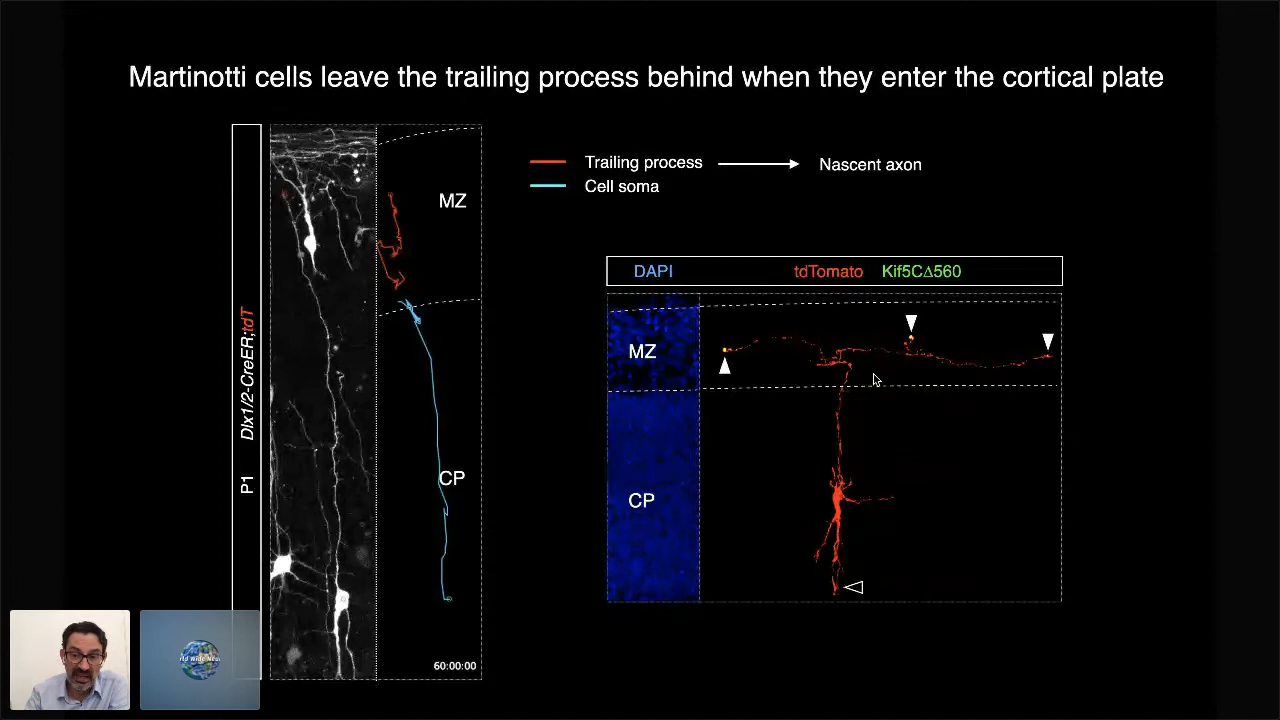 Martinotti cells leave the trailing process behind when they enter the cortical plate
P1 Dlx1/2-CreER;tdT
MZ
CP
60:00:00
Trailing process
Nascent axon
Cell soma
DAPI tdTomato Kif5CΔ560
MZ
CP